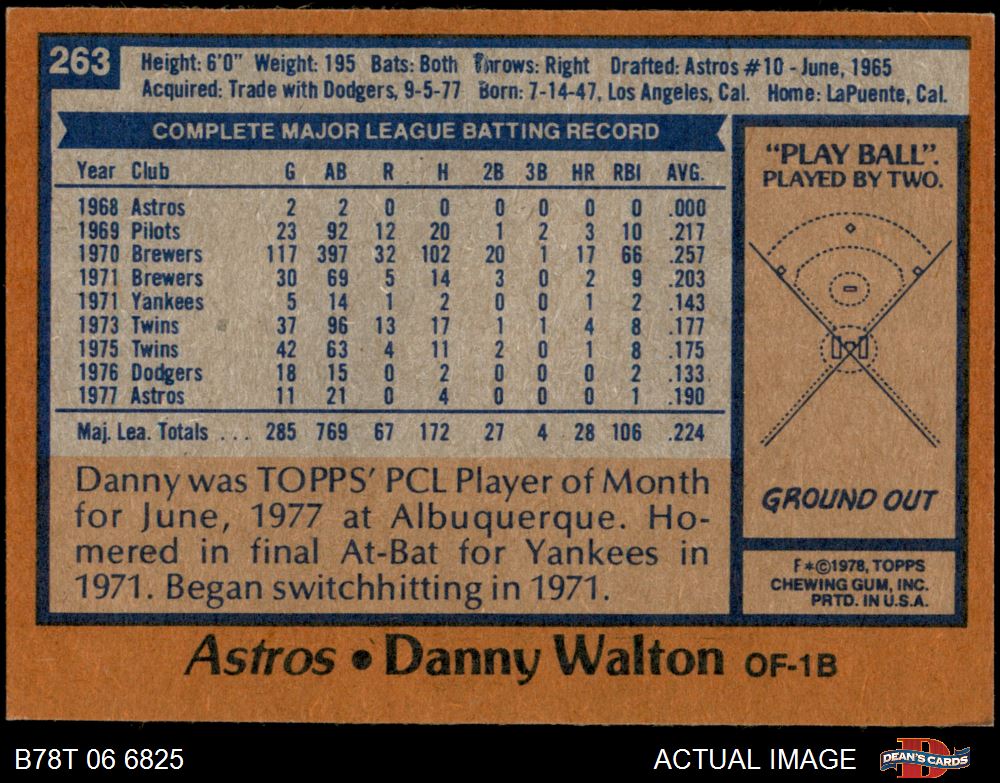 263
Height: 6'0" Weight: 195 Bats: Both Throws: Right Drafted: Astros #10 - June, 1965
Acquired: Trade with Dodgers, 9-5-77 Born: 7-14-47, Los Angeles, Cal. Home: LaPuente, Cal.
COMPLETE MAJOR LEAGUE BATTING RECORD
Year Club G AB R H 2B 3B HR RBI AVG.
1968 Astros 2 2 0 0 0 0 0 0 .000
1969 Pilots 23 92 12 20 1 2 3 10 .217
1970 Brewers 117 397 32 102 20 1 17 66 .257
1971 Brewers 30 69 5 14 3 0 2 9 .203
1971 Yankees 5 14 1 2 0 0 1 2 .143
1973 Twins 37 96 13 17 1 1 4 8 .177
1975 Twins 42 63 4 11 2 0 1 8 .175
1976 Dodgers 18 15 0 2 0 0 0 2 .133
1977 Astros 11 21 0 4 0 0 0 1 .190
Maj. Lea. Totals ... 285 769 67 172 27 4 28 106 .224
Danny was TOPPS' PCL Player of Month
for June, 1977 at Albuquerque. Ho-
mered in final At-Bat for Yankees in
1971. Began switchhitting in 1971.
"PLAY BALL".
PLAYED BY TWO.
GROUND OUT
F*©1978, TOPPS
CHEWING GUM, INC.
PRTD. IN U.S.A.
Astros • Danny Walton OF-1B
B78T 06 6825
ACTUAL IMAGE
DEAN'S CARDS